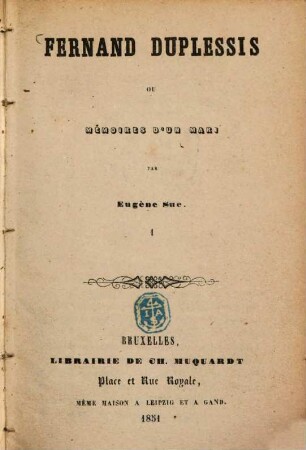 FERNAND DUPLESSIS
OU
MÉMOIRES D'UN MARI
PAR
Eugène Sue.
1
BRUXELLES,
LIBRAIRIE DE CH. MUQUARDT
Place et Rue Royale,
MÊME MAISON A LEIPZIG ET A GAND.
1851